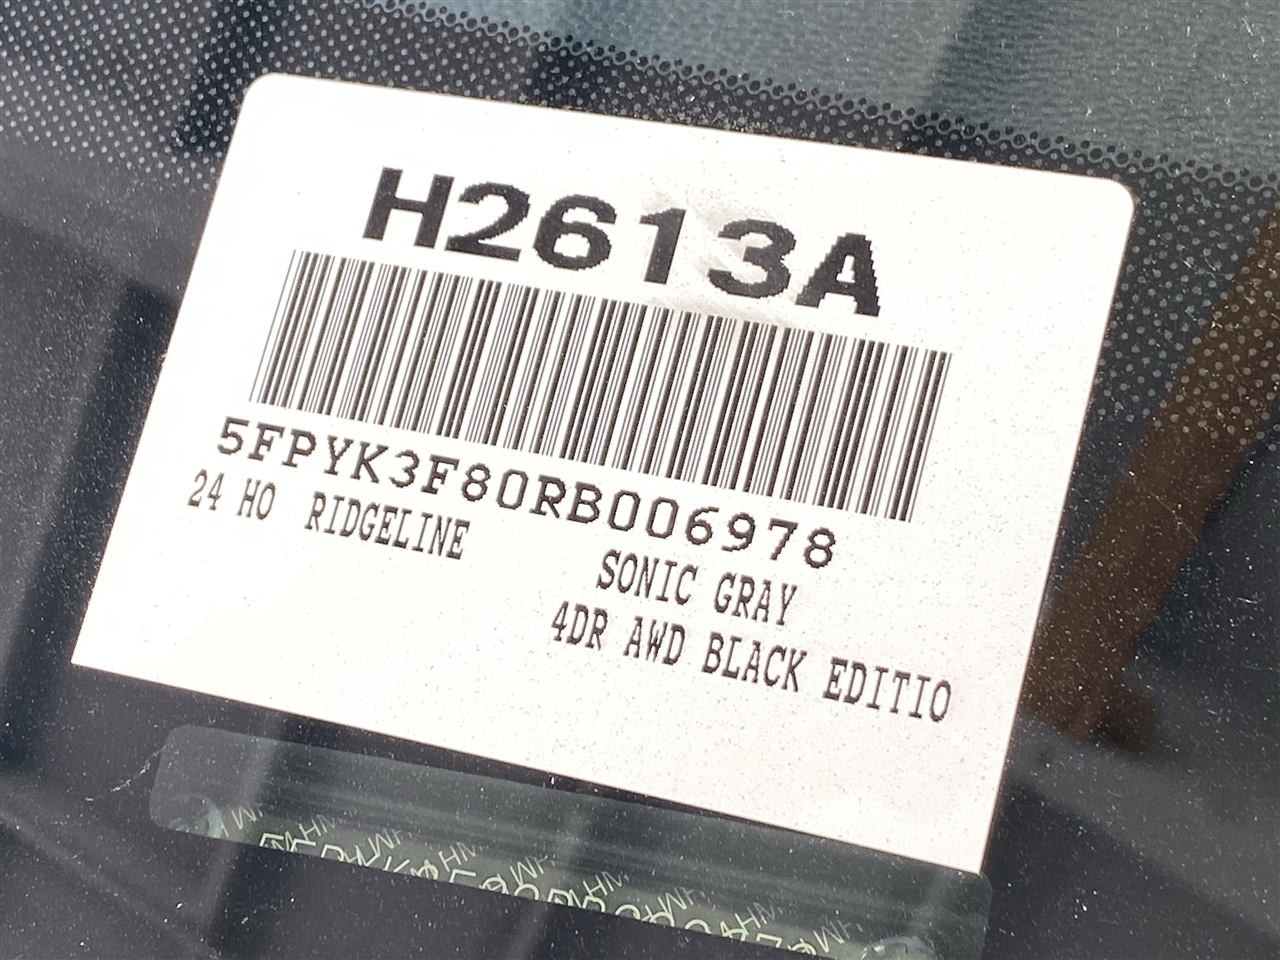 H2613A
5FPYK3F80RB006978
24 HO RIDGELINE
SONIC GRAY
4DR AWD BLACK EDITIO